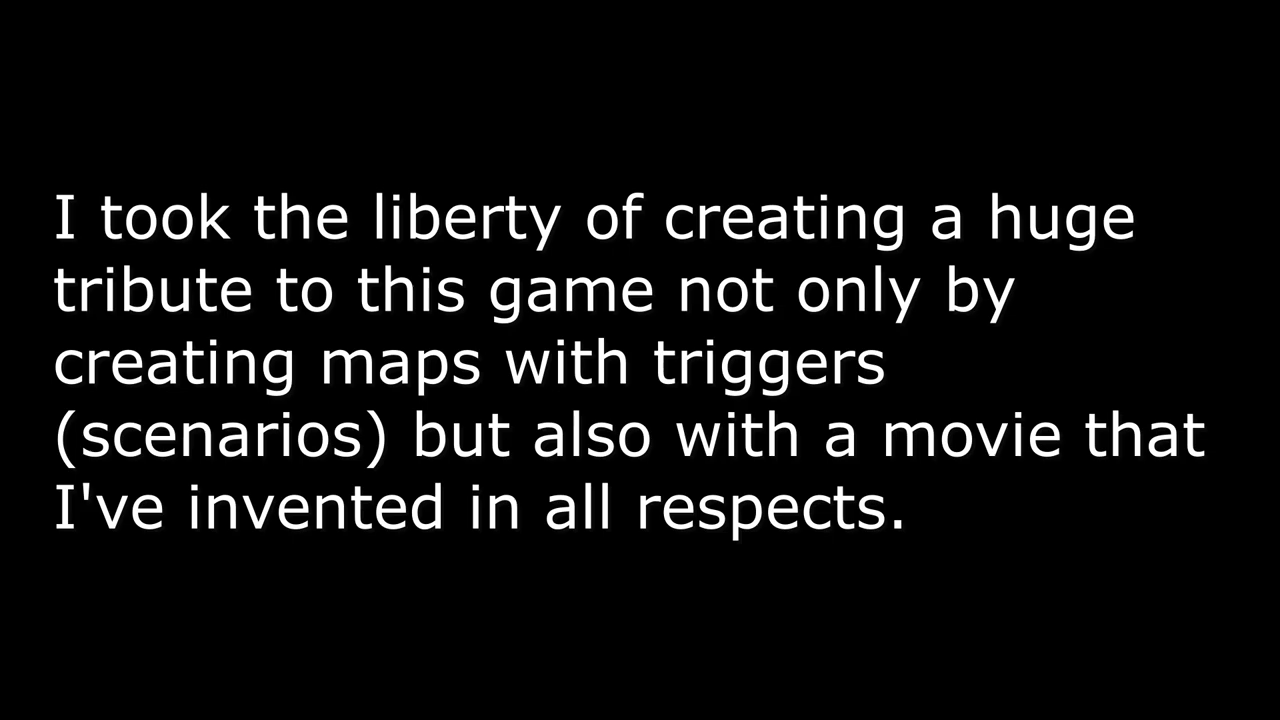 I took the liberty of creating a huge
tribute to this game not only by
creating maps with triggers
(scenarios) but also with a movie that
I've invented in all respects.